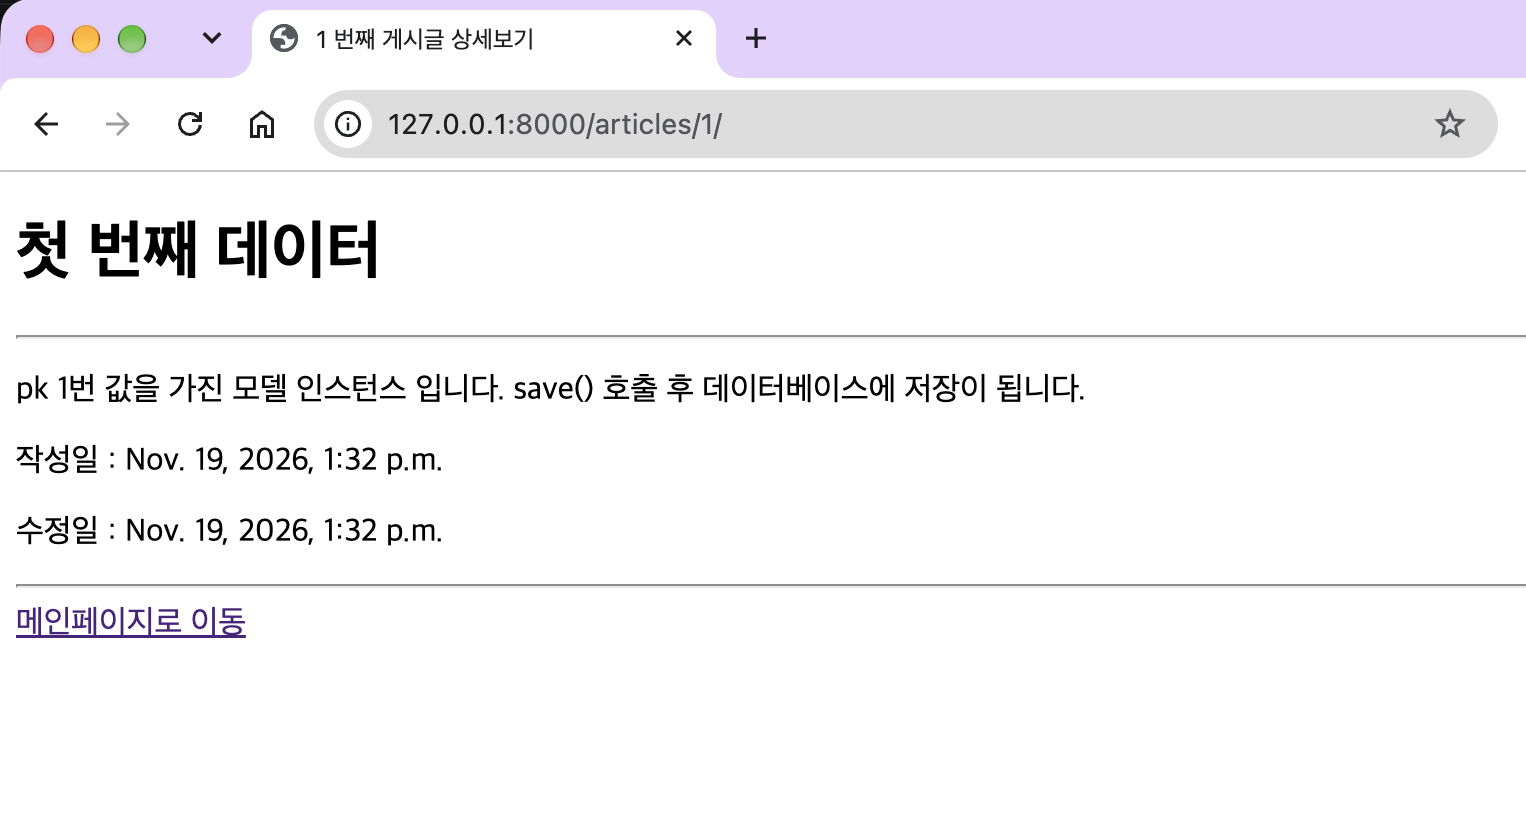 1 번째 게시글 상세보기
127.0.0.1:8000/articles/1/
첫 번째 데이터
pk 1번 값을 가진 모델 인스턴스 입니다. save() 호출 후 데이터베이스에 저장이 됩니다.
작성일 : Nov. 19, 2026, 1:32 p.m.
수정일 : Nov. 19, 2026, 1:32 p.m.
메인페이지로 이동